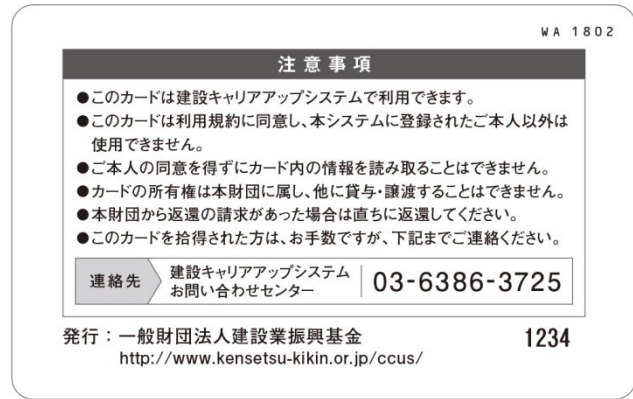 WA 1802
注意事項
●このカードは建設キャリアアップシステムで利用できます。
●このカードは利用規約に同意し、本システムに登録されたご本人以外は
使用できません。
●ご本人の同意を得ずにカード内の情報を読み取ることはできません。
●カードの所有権は本財団に属し、他に貸与・譲渡することはできません。
●本財団から返還の請求があった場合は直ちに返還してください。
●このカードを拾得された方は、お手数ですが、下記までご連絡ください。
連絡先 建設キャリアアップシステム
お問い合わせセンター 03-6386-3725
発行：一般財団法人建設業振興基金 1234
http://www.kensetsu-kikin.or.jp/ccus/